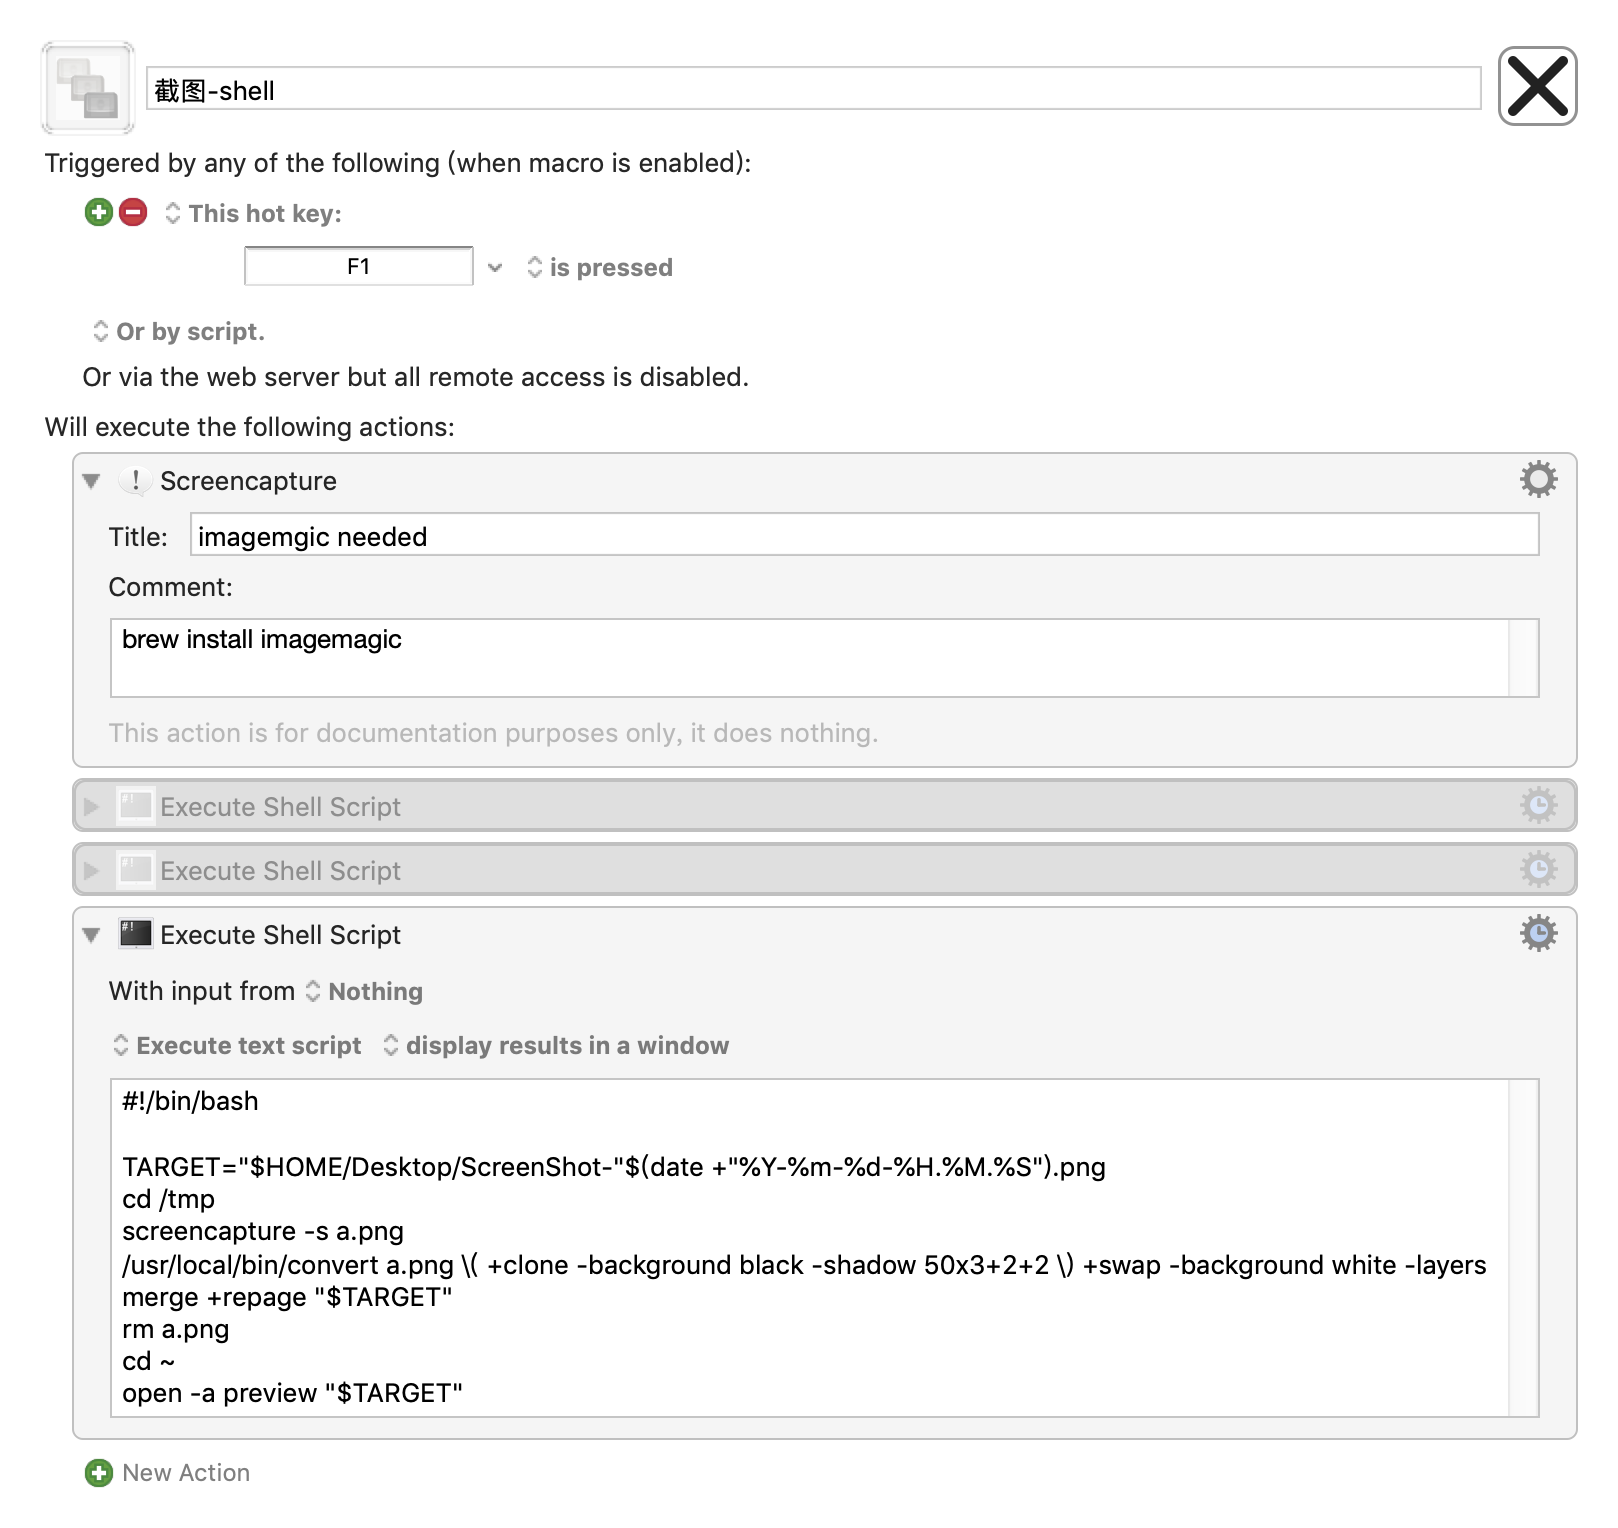 截图-shell
Triggered by any of the following (when macro is enabled):
This hot key:
F1 is pressed
Or by script.
Or via the web server but all remote access is disabled.
Will execute the following actions:
! Screencapture
Title: imagemgic needed
Comment:
brew install imagemagic
This action is for documentation purposes only, it does nothing.
#! Execute Shell Script
#! Execute Shell Script
#! Execute Shell Script
With input from Nothing
Execute text script display results in a window
#!/bin/bash
TARGET="$HOME/Desktop/ScreenShot-"$(date +"%Y-%m-%d-%H.%M.%S").png
cd /tmp
screencapture -s a.png
/usr/local/bin/convert a.png \( +clone -background black -shadow 50x3+2+2 \) +swap -background white -layers
merge +repage "$TARGET"
rm a.png
cd ~
open -a preview "$TARGET"
New Action